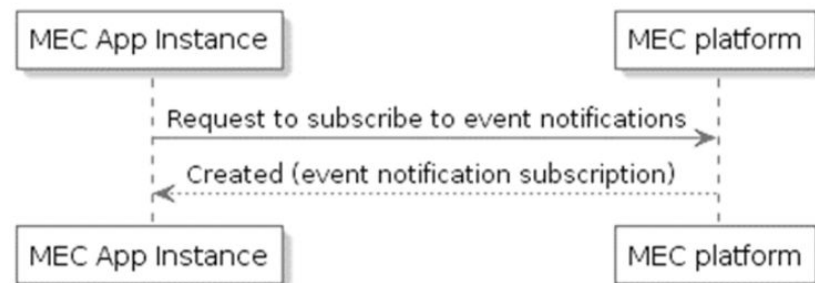 MEC App Instance
MEC platform
Request to subscribe to event notifications
Created (event notification subscription)
MEC App Instance
MEC platform